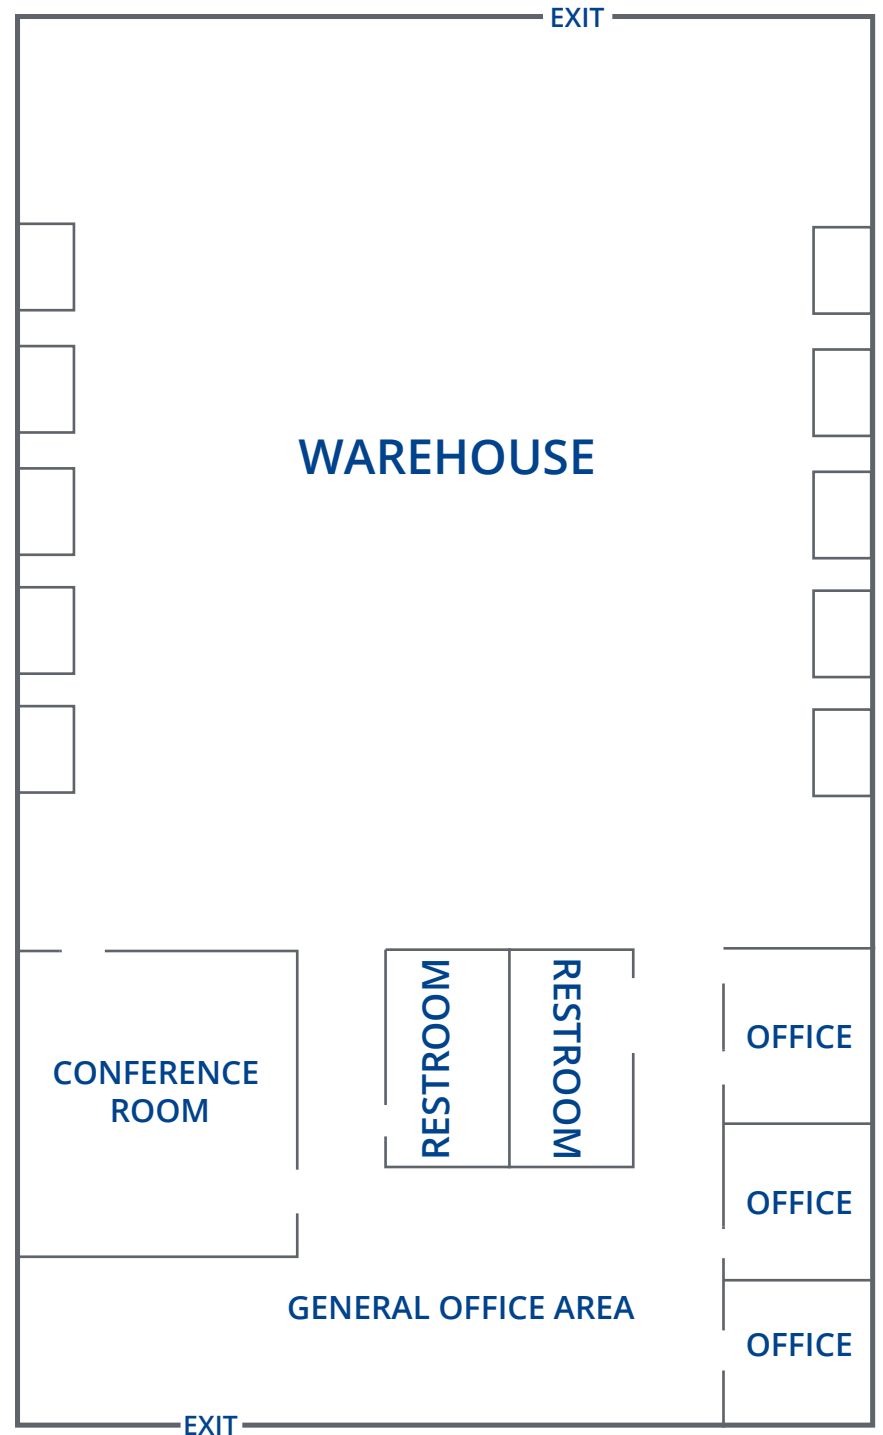 EXIT
WAREHOUSE
RESTROOM
RESTROOM
OFFICE
CONFERENCE
ROOM
OFFICE
GENERAL OFFICE AREA
OFFICE
EXIT